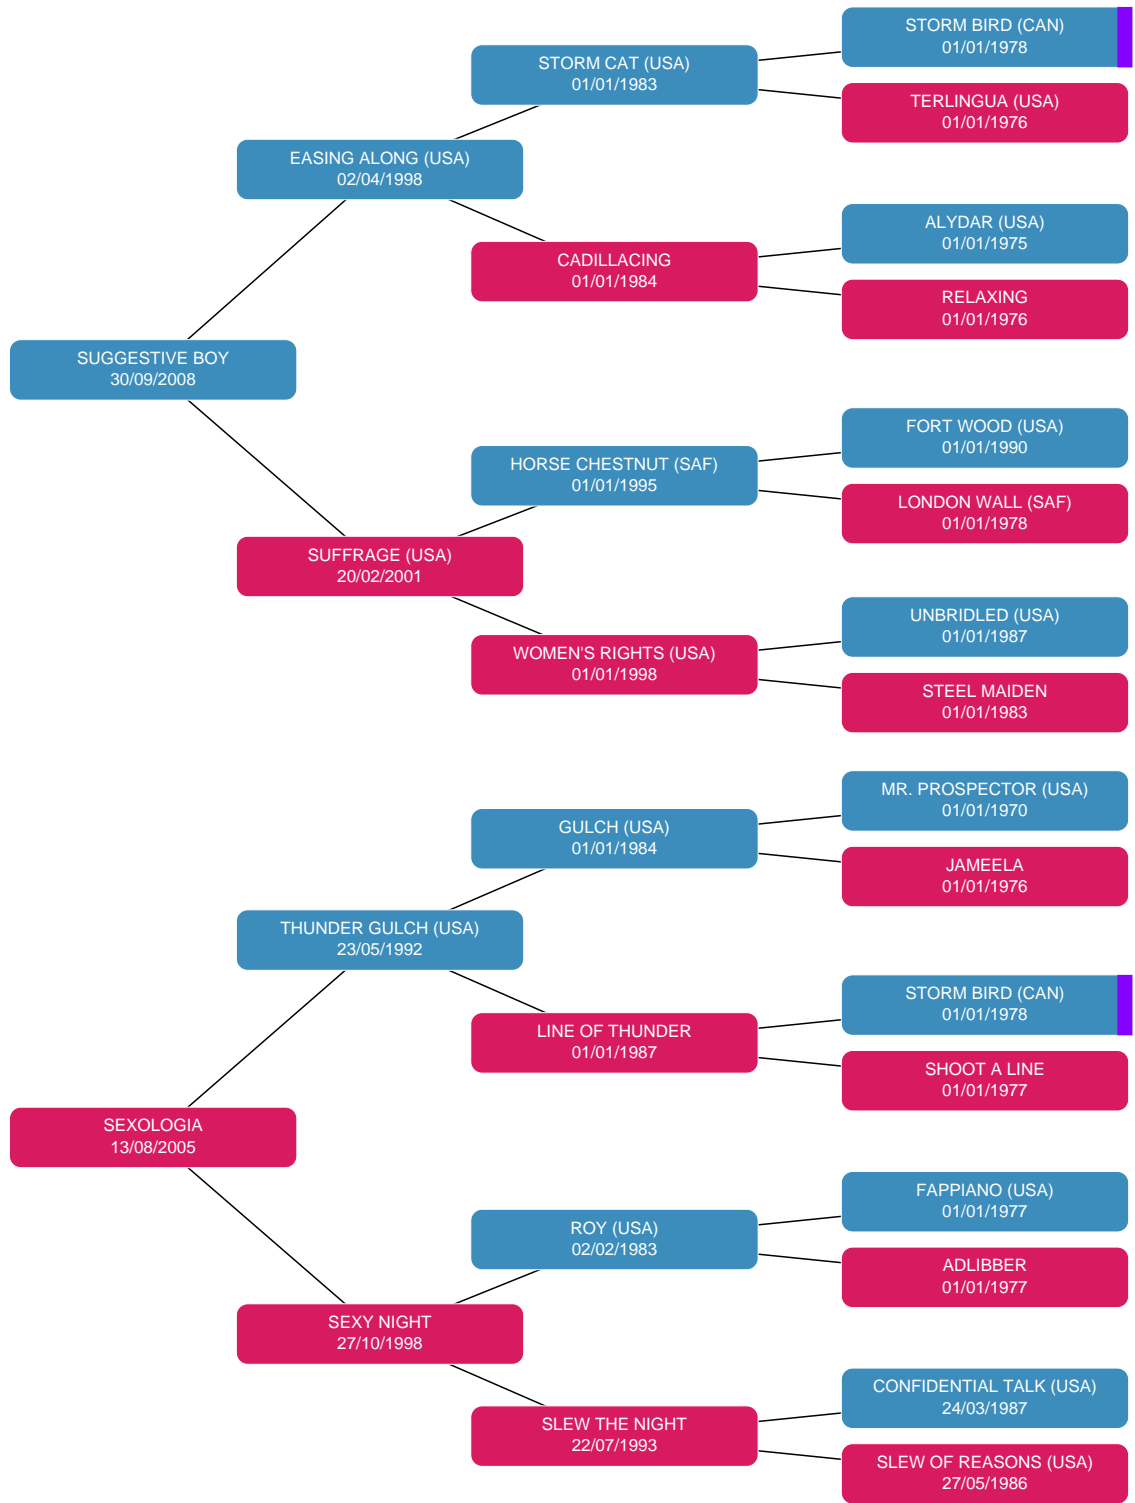 STORM BIRD (CAN)
01/01/1978
STORM CAT (USA)
01/01/1983
TERLINGUA (USA)
01/01/1976
EASING ALONG (USA)
02/04/1998
ALYDAR (USA)
01/01/1975
CADILLACING
01/01/1984
RELAXING
01/01/1976
SUGGESTIVE BOY
30/09/2008
FORT WOOD (USA)
01/01/1990
HORSE CHESTNUT (SAF)
01/01/1995
LONDON WALL (SAF)
01/01/1978
SUFFRAGE (USA)
20/02/2001
UNBRIDLED (USA)
01/01/1987
WOMEN'S RIGHTS (USA)
01/01/1998
STEEL MAIDEN
01/01/1983
MR. PROSPECTOR (USA)
01/01/1970
GULCH (USA)
01/01/1984
JAMEELA
01/01/1976
THUNDER GULCH (USA)
23/05/1992
STORM BIRD (CAN)
01/01/1978
LINE OF THUNDER
01/01/1987
SHOOT A LINE
01/01/1977
SEXOLOGIA
13/08/2005
FAPPIANO (USA)
01/01/1977
ROY (USA)
02/02/1983
ADLIBBER
01/01/1977
SEXY NIGHT
27/10/1998
CONFIDENTIAL TALK (USA)
24/03/1987
SLEW THE NIGHT
22/07/1993
SLEW OF REASONS (USA)
27/05/1986